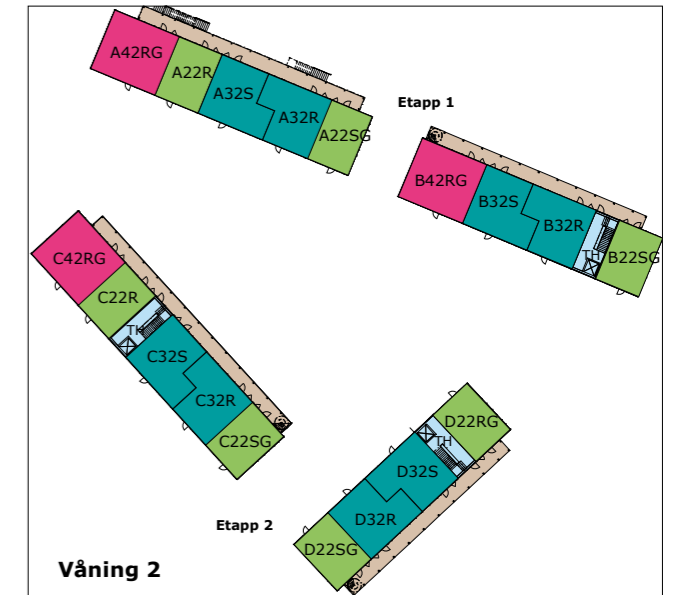 A42RG
A22R
A32S
A32R
A22SG
Etapp 1
B42RG
B32S
B32R
TH
B22SG
C42RG
C22R
TH
C32S
C32R
C22SG
D22RG
TH
D32S
D32R
D22SG
Etapp 2
Våning 2